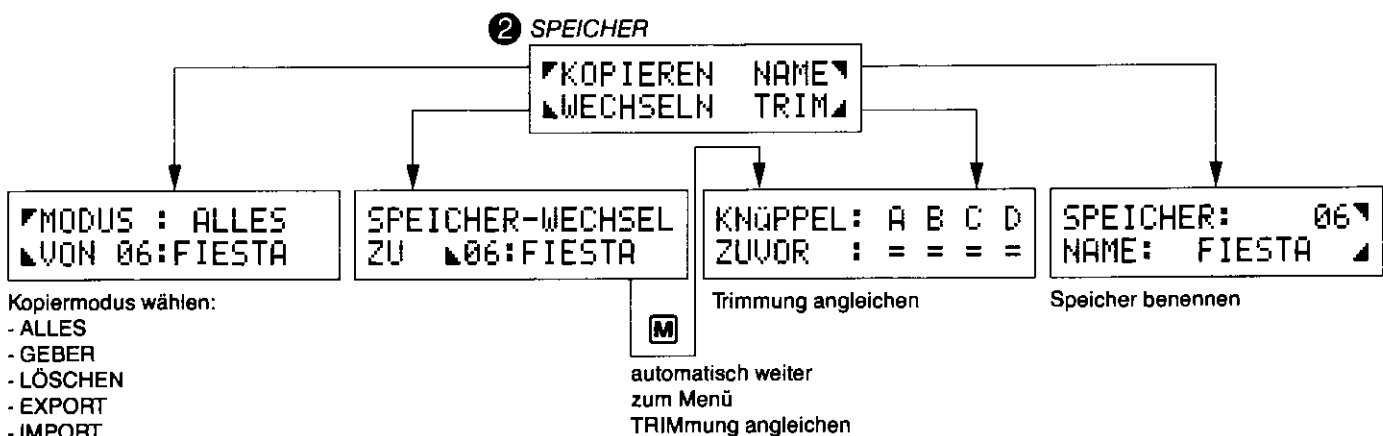 2 SPEICHER
KOPIEREN NAME
WECHSELN TRIM
MODUS : ALLES
VON 06:FIESTA
Kopiermodus wählen:
- ALLES
- GEBER
- LÖSCHEN
- EXPORT
- IMPORT
SPEICHER-WECHSEL
ZU 06:FIESTA
M
automatisch weiter
zum Menü
TRIMmung angleichen
KNüPPEL: A B C D
ZUVOR : = = = =
Trimmung angleichen
SPEICHER: 06
NAME: FIESTA
Speicher benennen